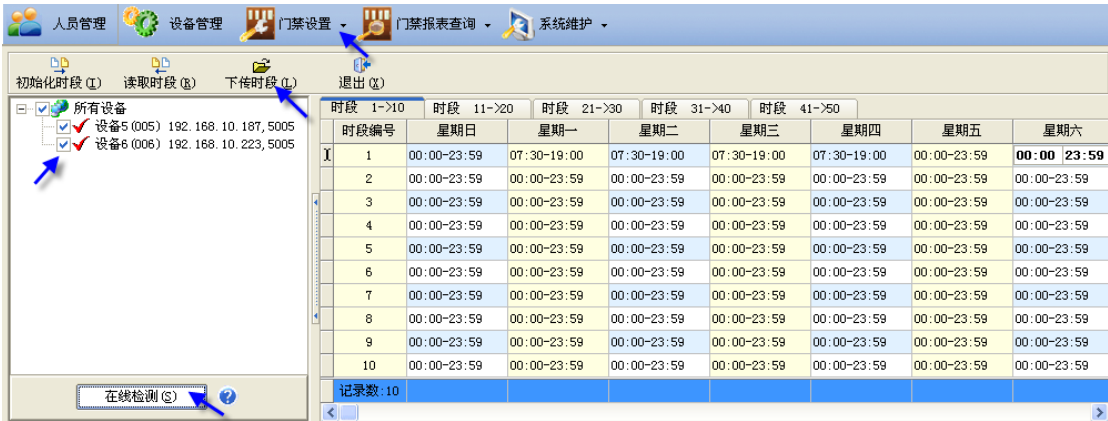 人员管理 设备管理 门禁设置 门禁报表查询 系统维护
初始化时段(I) 读取时段(R) 下传时段(L) 退出(X)
所有设备
设备5(005) 192.168.10.187,5005
设备6(006) 192.168.10.223,5005
在线检测(S) ?
时段 1->10 时段 11->20 时段 21->30 时段 31->40 时段 41->50
时段编号 星期日 星期一 星期二 星期三 星期四 星期五 星期六
1 00:00-23:59 07:30-19:00 07:30-19:00 07:30-19:00 07:30-19:00 00:00-23:59 00:00 23:59
2 00:00-23:59 00:00-23:59 00:00-23:59 00:00-23:59 00:00-23:59 00:00-23:59 00:00-23:59
3 00:00-23:59 00:00-23:59 00:00-23:59 00:00-23:59 00:00-23:59 00:00-23:59 00:00-23:59
4 00:00-23:59 00:00-23:59 00:00-23:59 00:00-23:59 00:00-23:59 00:00-23:59 00:00-23:59
5 00:00-23:59 00:00-23:59 00:00-23:59 00:00-23:59 00:00-23:59 00:00-23:59 00:00-23:59
6 00:00-23:59 00:00-23:59 00:00-23:59 00:00-23:59 00:00-23:59 00:00-23:59 00:00-23:59
7 00:00-23:59 00:00-23:59 00:00-23:59 00:00-23:59 00:00-23:59 00:00-23:59 00:00-23:59
8 00:00-23:59 00:00-23:59 00:00-23:59 00:00-23:59 00:00-23:59 00:00-23:59 00:00-23:59
9 00:00-23:59 00:00-23:59 00:00-23:59 00:00-23:59 00:00-23:59 00:00-23:59 00:00-23:59
10 00:00-23:59 00:00-23:59 00:00-23:59 00:00-23:59 00:00-23:59 00:00-23:59 00:00-23:59
记录数:10